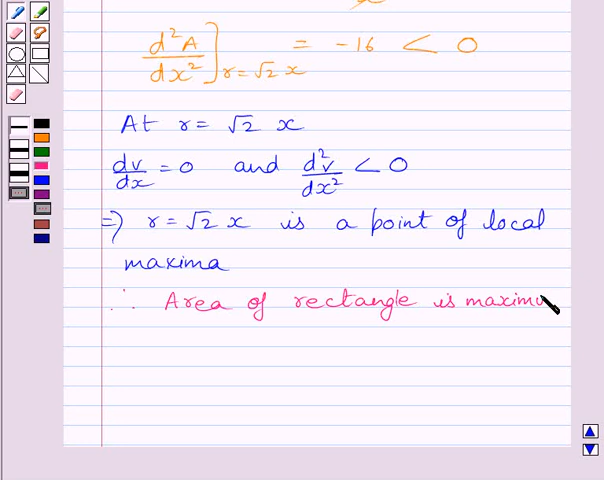 d²A/dx²]r=√2 x = -16 < 0
At r = √2 x
dv/dx = 0 and d²v/dx² < 0
⇒ r = √2 x is a point of local
maxima
∴ Area of rectangle is maximu